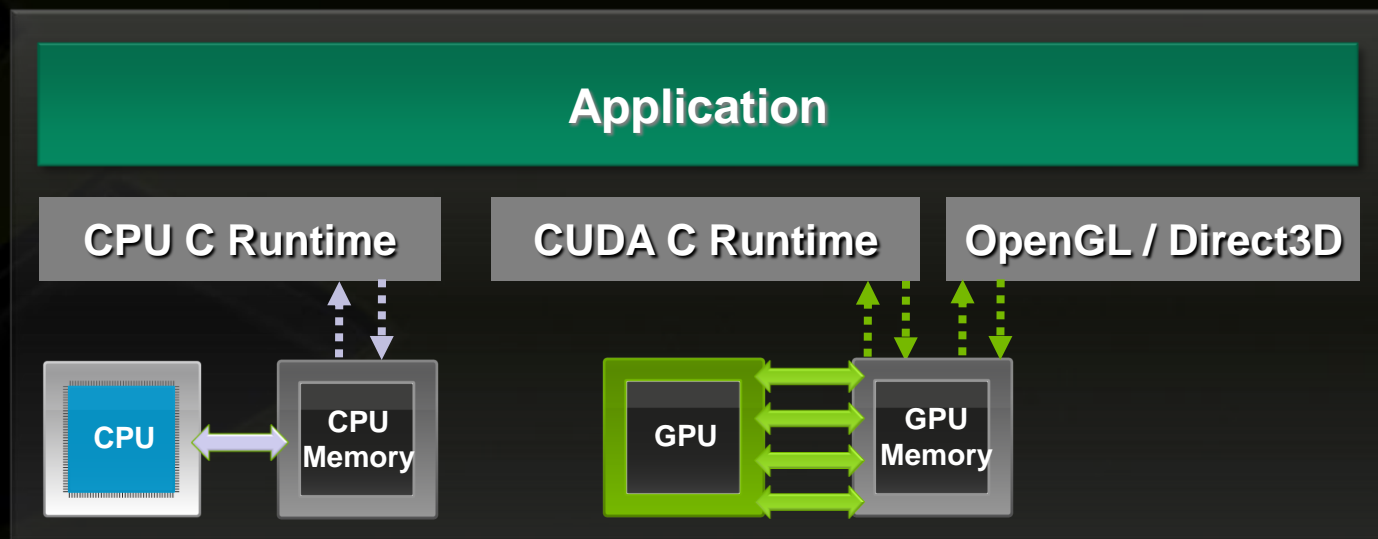 Application
CPU C Runtime
CUDA C Runtime
OpenGL / Direct3D
CPU
CPU
Memory
GPU
GPU
Memory